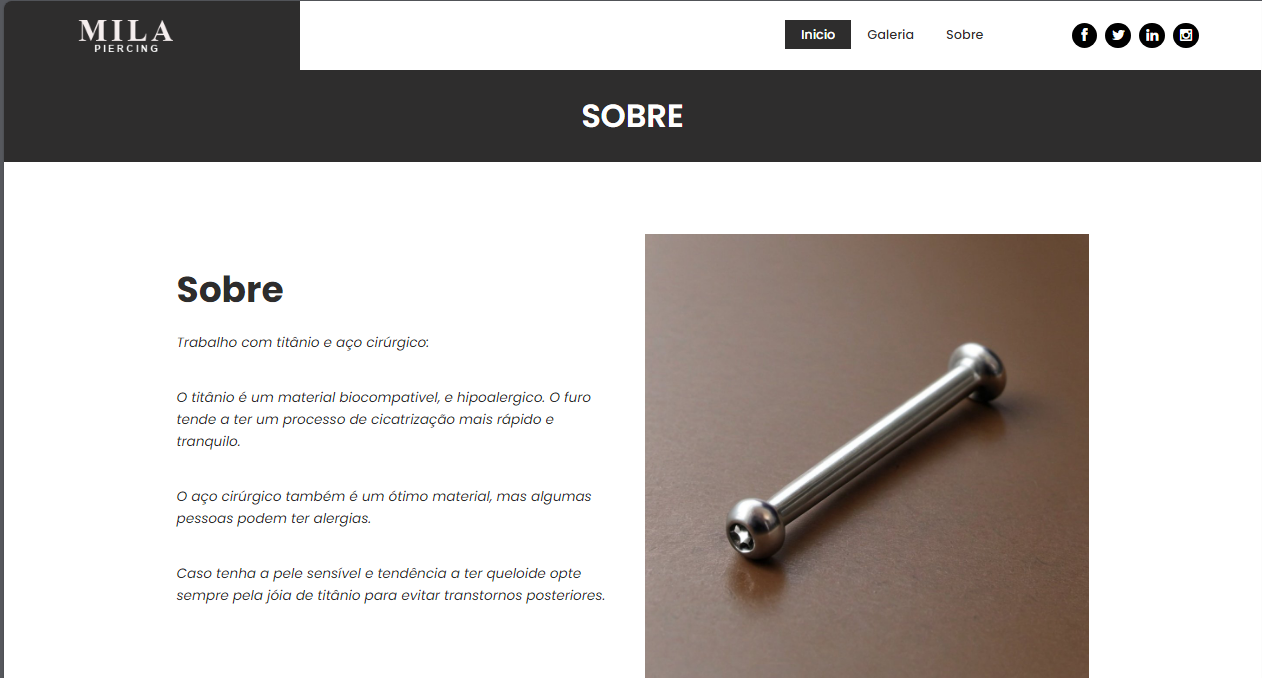 MILA
PIERCING
Inicio
Galeria
Sobre
SOBRE
Sobre
Trabalho com titânio e aço cirúrgico:
O titânio é um material biocompativel, e hipoalergico. O furo
tende a ter um processo de cicatrização mais rápido e
tranquilo.
O aço cirúrgico também é um ótimo material, mas algumas
pessoas podem ter alergias.
Caso tenha a pele sensível e tendência a ter queloide opte
sempre pela jóia de titânio para evitar transtornos posteriores.